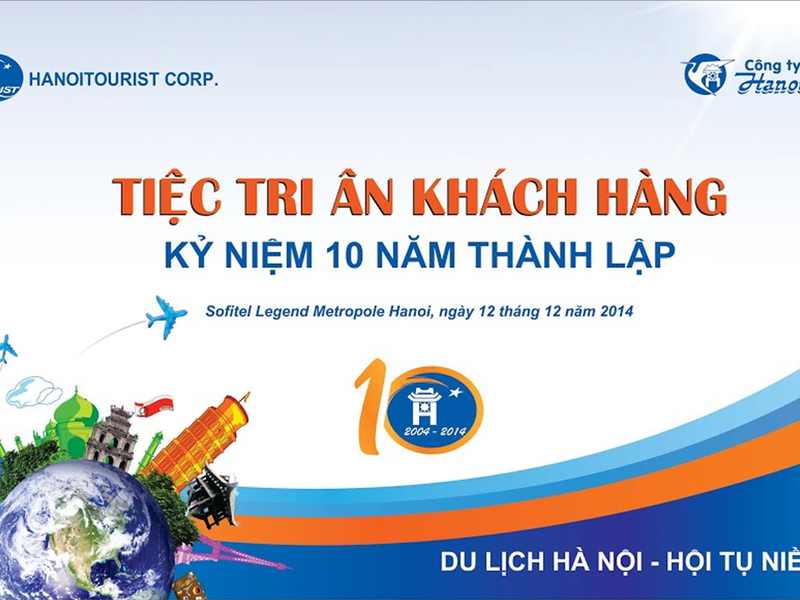 HANOITOURIST CORP.
Công ty
TIỆC TRI ÂN KHÁCH HÀNG
KỶ NIỆM 10 NĂM THÀNH LẬP
Sofitel Legend Metropole Hanoi, ngày 12 tháng 12 năm 2014
10
2004 - 2014
DU LỊCH HÀ NỘI - HỘI TỤ